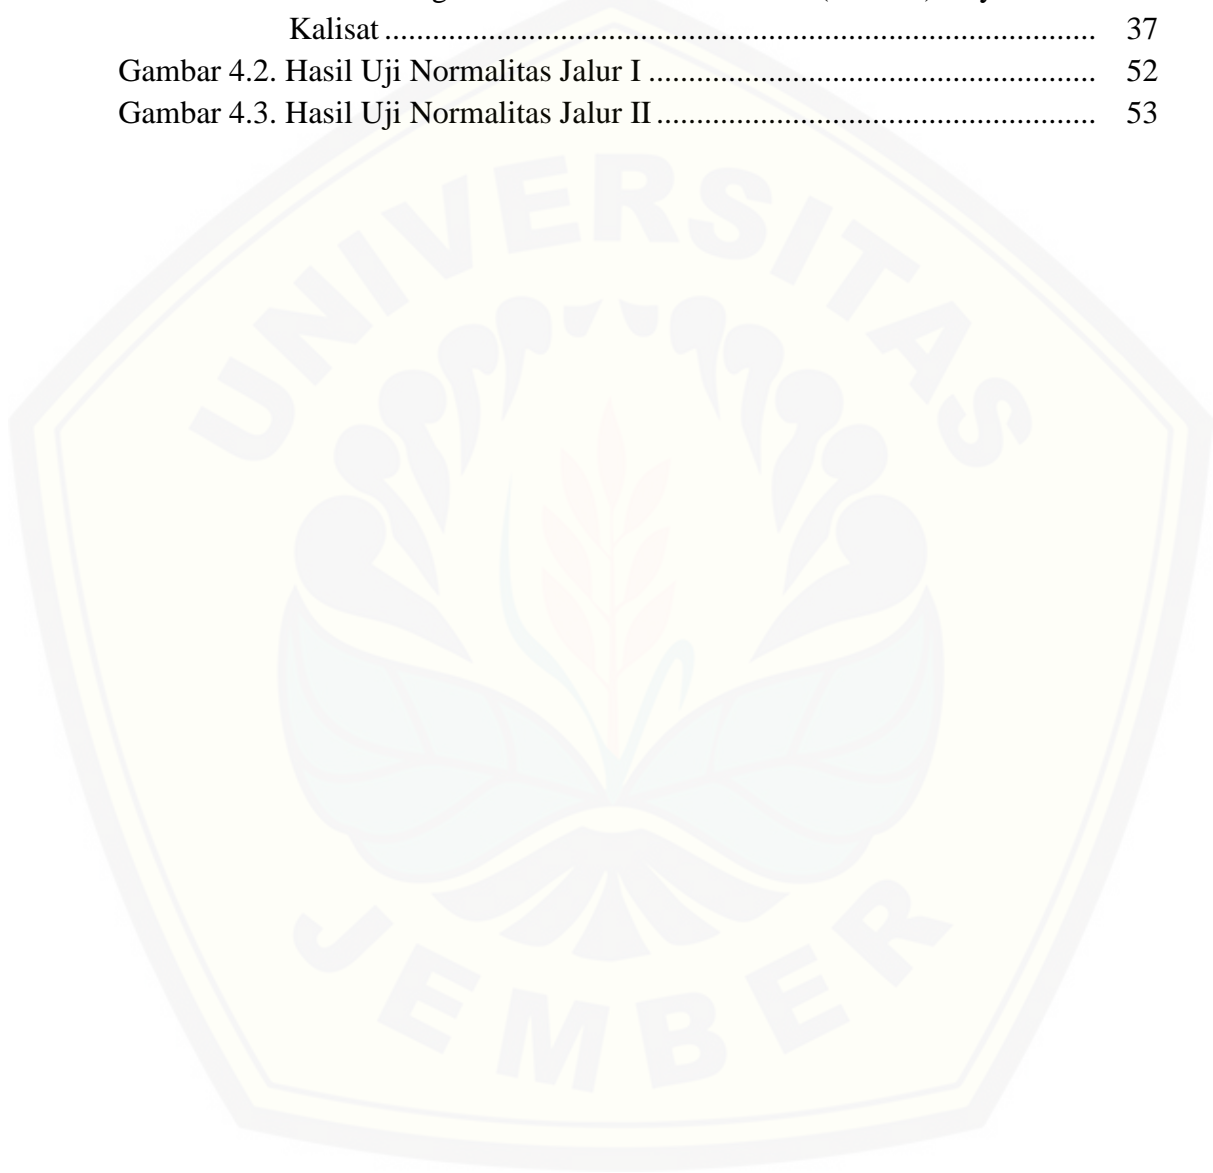 Kalisat ........................................................................................ 37
Gambar 4.2. Hasil Uji Normalitas Jalur I ....................................................... 52
Gambar 4.3. Hasil Uji Normalitas Jalur II ...................................................... 53
UNIVERSITAS
JEMBER